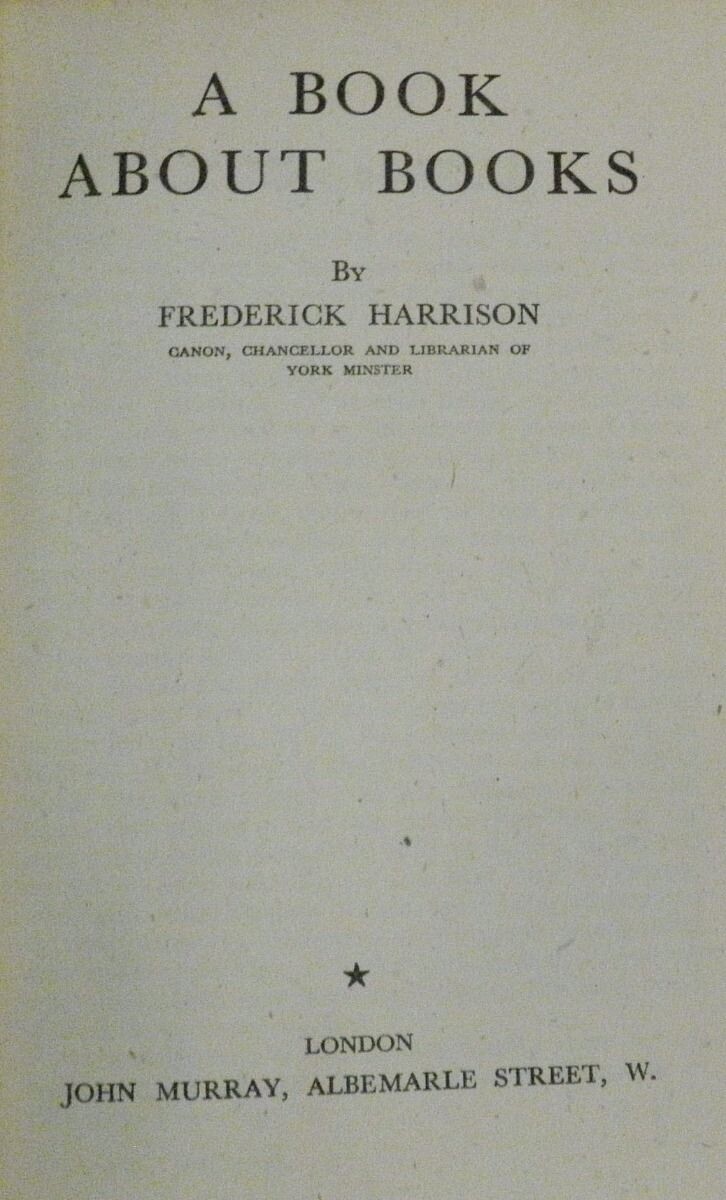 A BOOK
ABOUT BOOKS
By
FREDERICK HARRISON
CANON, CHANCELLOR AND LIBRARIAN OF
YORK MINSTER
LONDON
JOHN MURRAY, ALBEMARLE STREET, W.